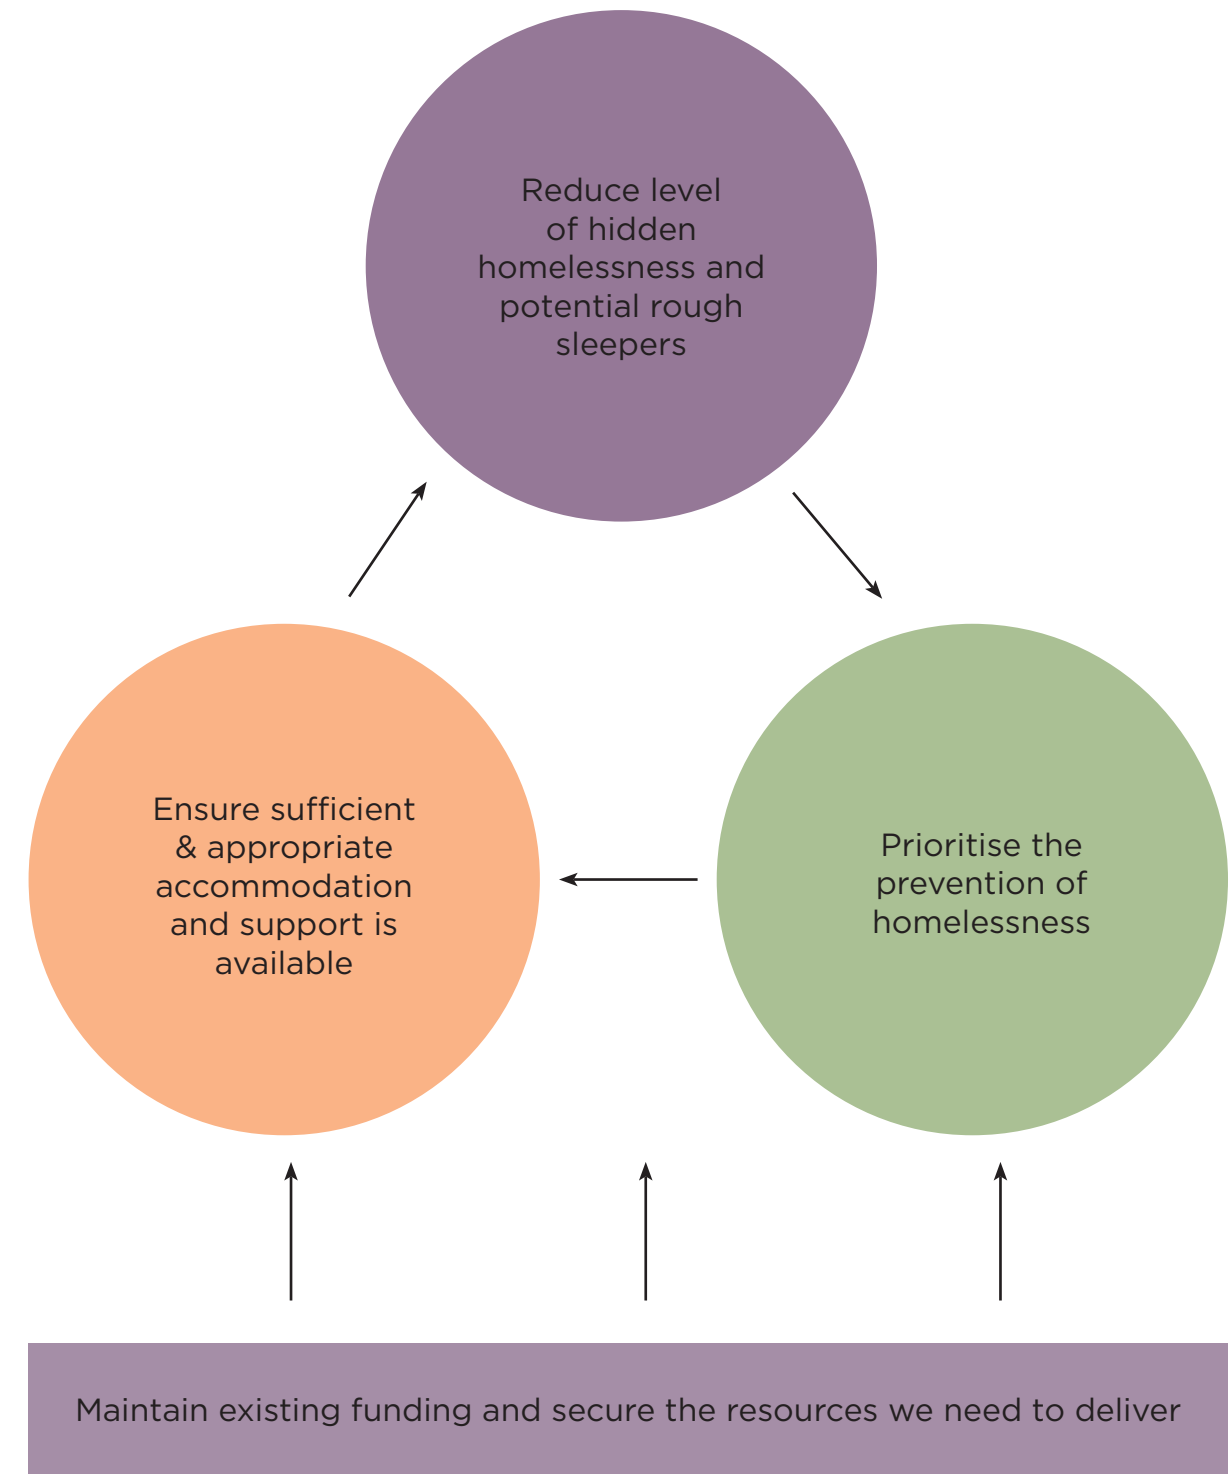 Reduce level
of hidden
homelessness and
potential rough
sleepers
Ensure sufficient
& appropriate
accommodation
and support is
available
Prioritise the
prevention of
homelessness
Maintain existing funding and secure the resources we need to deliver